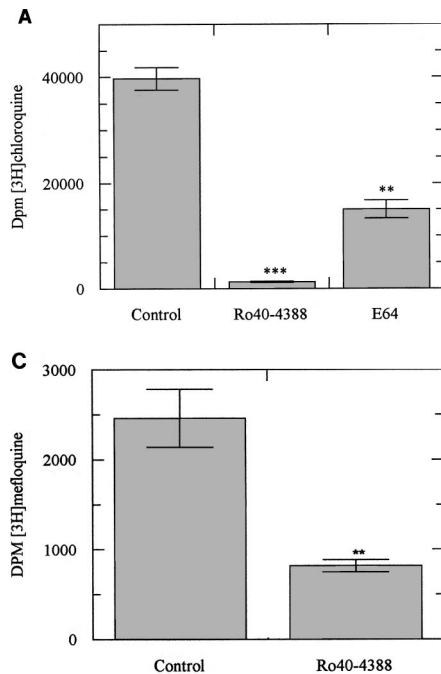 A
Dpm [3H]chloroquine
40000
20000
0
***
**
Control Ro40-4388 E64
C
DPM [3H]mefloquine
3000
2000
1000
0
**
Control Ro40-4388